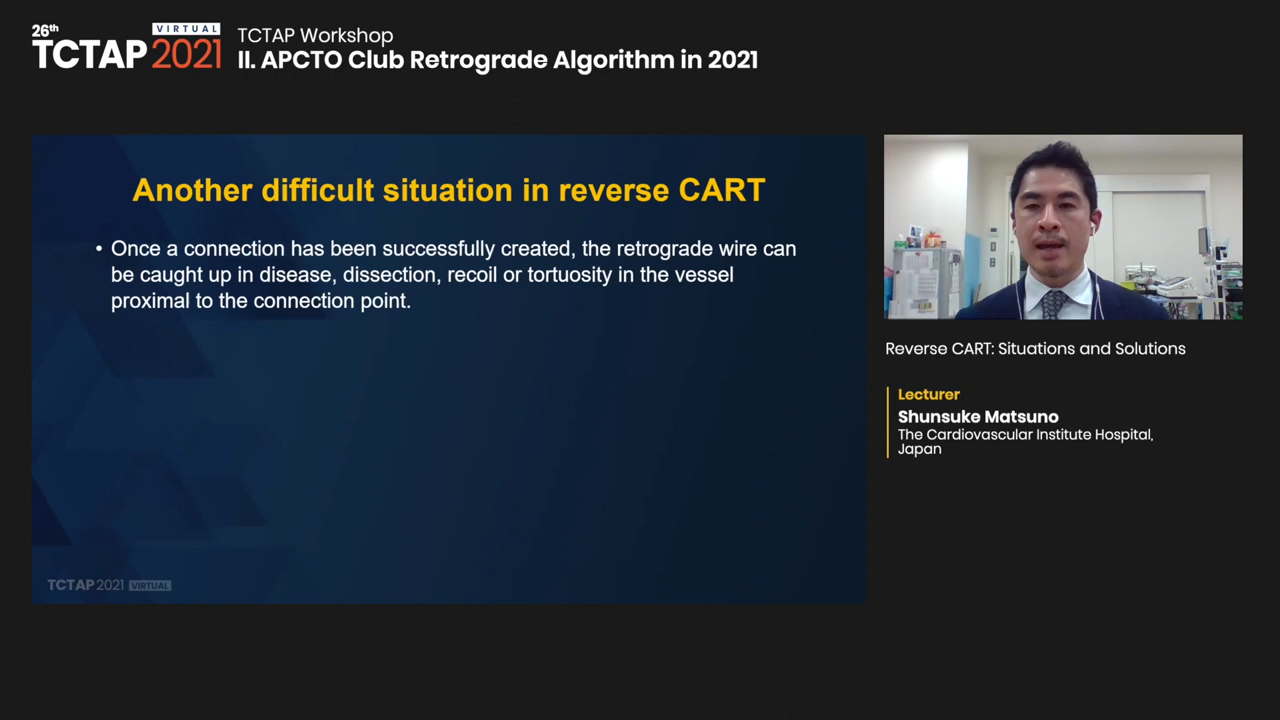 26th
VIRTUAL
TCTAP 2021
TCTAP Workshop
II. APCTO Club Retrograde Algorithm in 2021
Another difficult situation in reverse CART
• Once a connection has been successfully created, the retrograde wire can
be caught up in disease, dissection, recoil or tortuosity in the vessel
proximal to the connection point.
TCTAP 2021 VIRTUAL
Reverse CART: Situations and Solutions
Lecturer
Shunsuke Matsuno
The Cardiovascular Institute Hospital,
Japan